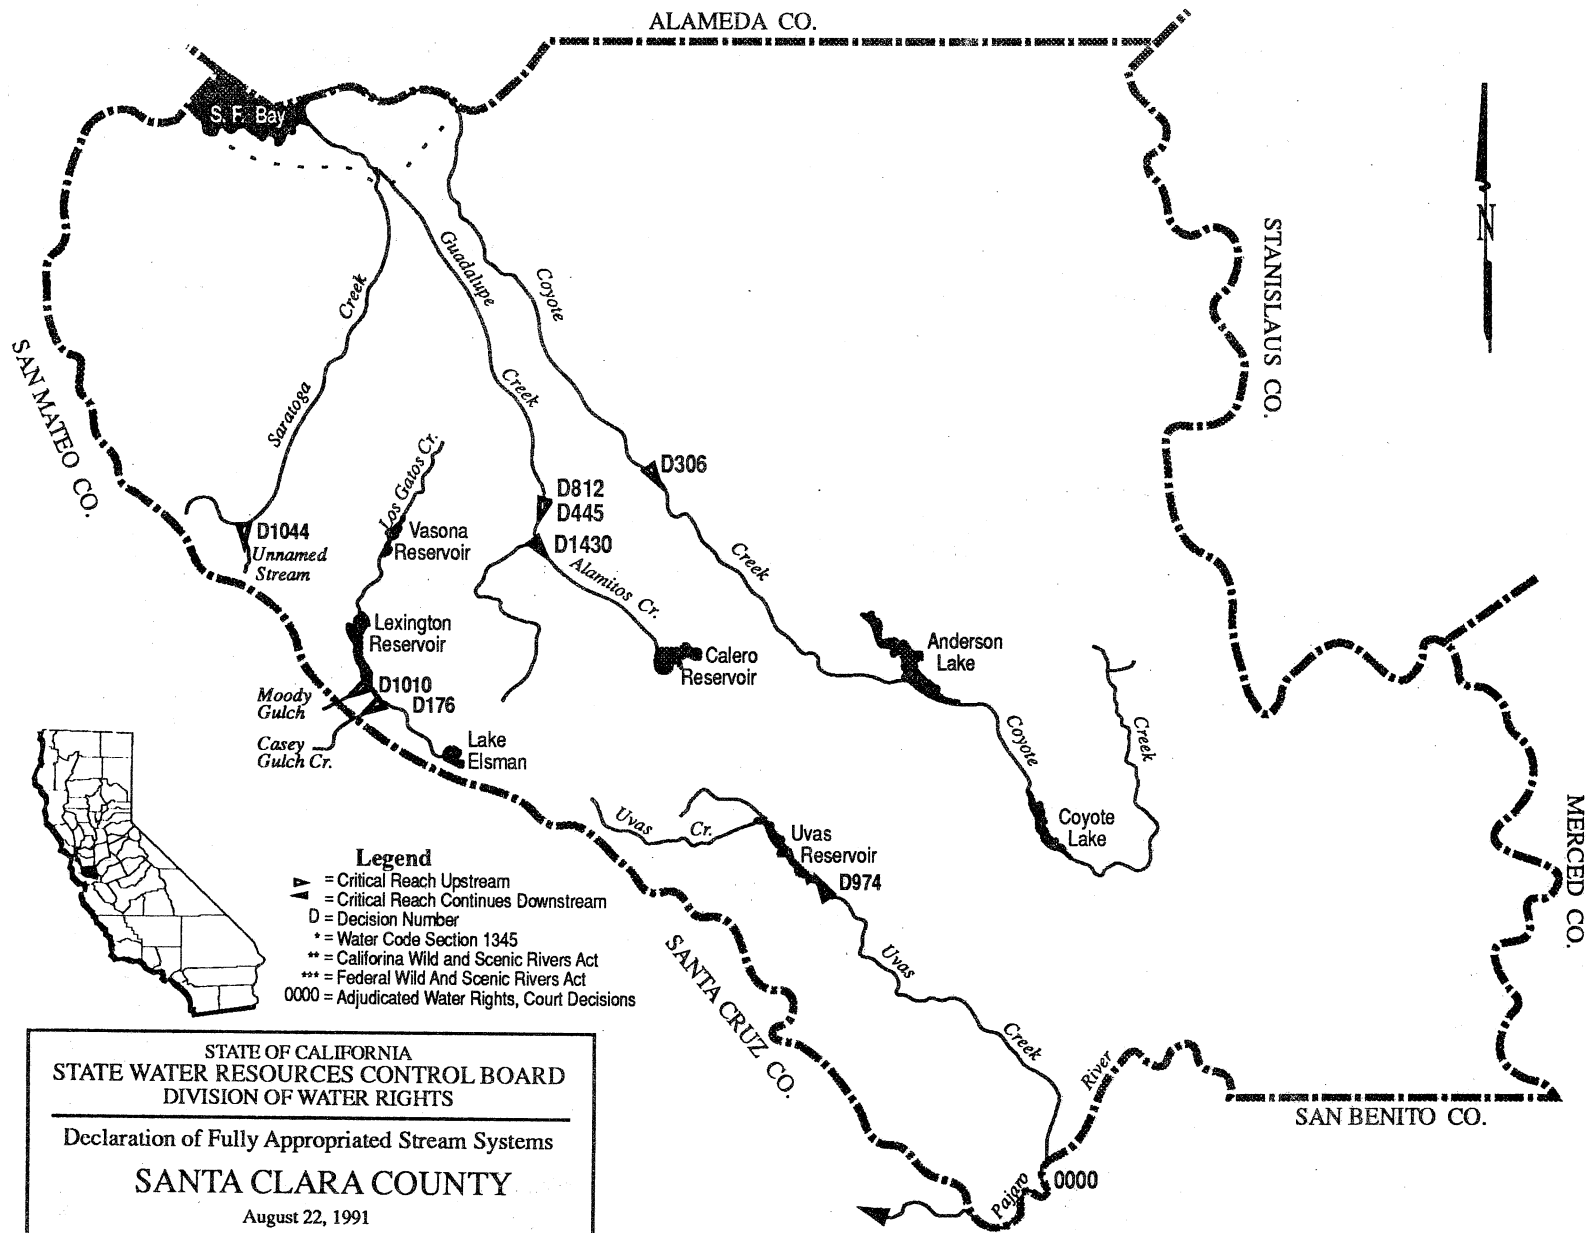 ALAMEDA CO.
S. F. Bay
N
STANISLAUS CO.
SAN MATEO CO.
MERCED CO.
SANTA CRUZ CO.
SAN BENITO CO.
Guadalupe
Creek
Coyote
Creek
Saratoga
Creek
Los Gatos Cr.
D306
D812
D445
D1430
Alamitos Cr.
D1044
Unnamed
Stream
Vasona
Reservoir
Lexington
Reservoir
Calero
Reservoir
Anderson
Lake
D1010
D176
Moody
Gulch
Casey
Gulch Cr.
Lake
Elsman
Coyote
Creek
Coyote
Lake
Uvas
Cr.
Uvas
Reservoir
D974
Uvas
Creek
Pajaro
River
0000
Legend
= Critical Reach Upstream
= Critical Reach Continues Downstream
D = Decision Number
* = Water Code Section 1345
** = Califorina Wild and Scenic Rivers Act
*** = Federal Wild And Scenic Rivers Act
0000 = Adjudicated Water Rights, Court Decisions
STATE OF CALIFORNIA
STATE WATER RESOURCES CONTROL BOARD
DIVISION OF WATER RIGHTS
Declaration of Fully Appropriated Stream Systems
SANTA CLARA COUNTY
August 22, 1991